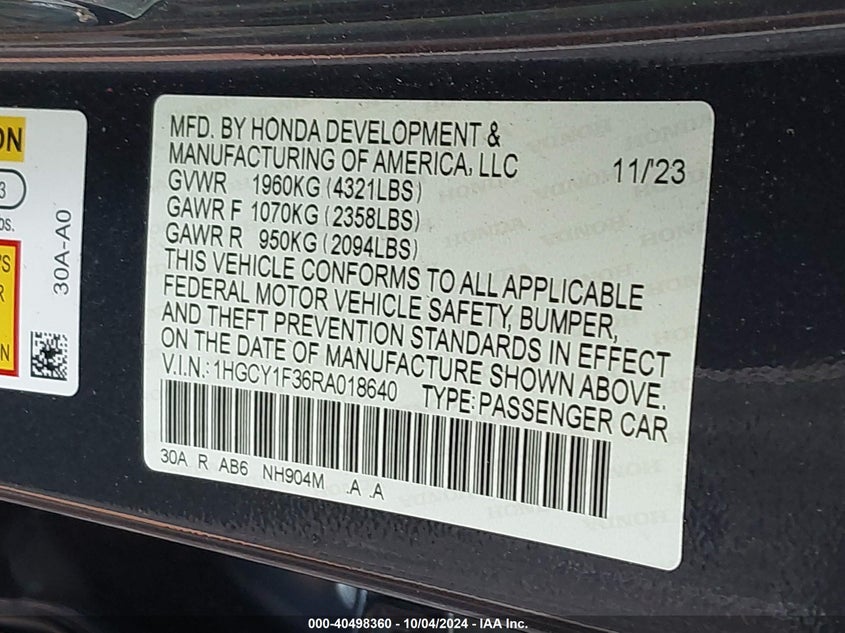 ON
3
OS.
'S
R
N
30A-A0
MFD. BY HONDA DEVELOPMENT &
MANUFACTURING OF AMERICA, LLC 11/'23
GVWR 1960KG (4321LBS)
GAWR F 1070KG (2358LBS)
GAWR R 950KG (2094LBS)
THIS VEHICLE CONFORMS TO ALL APPLICABLE
FEDERAL MOTOR VEHICLE SAFETY, BUMPER,
AND THEFT PREVENTION STANDARDS IN EFFECT
ON THE DATE OF MANUFACTURE SHOWN ABOVE.
V.I.N.: 1HGCY1F36RA018640 TYPE: PASSENGER CAR
30A R AB6 NH904M .A .A
000-40498360 - 10/04/2024 - IAA Inc.